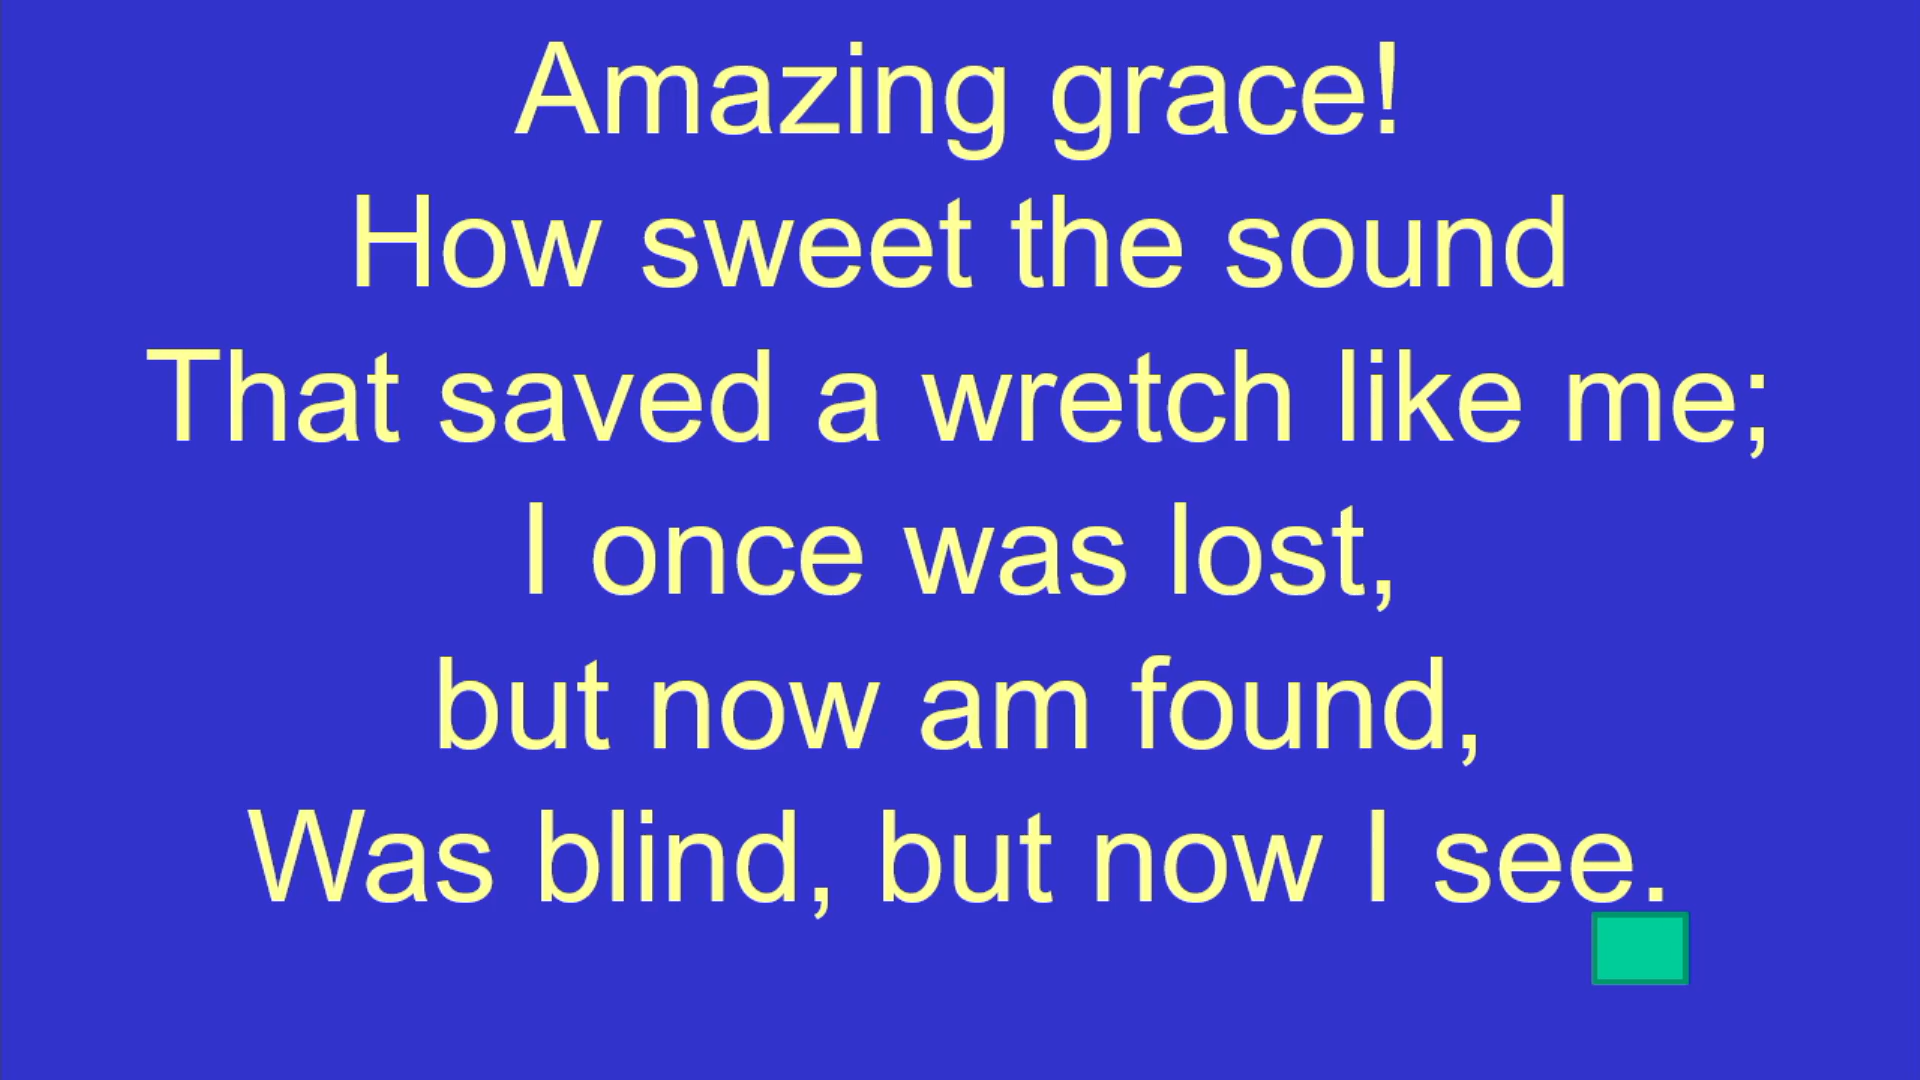 Amazing grace!
How sweet the sound
That saved a wretch like me;
I once was lost,
but now am found,
Was blind, but now I see.